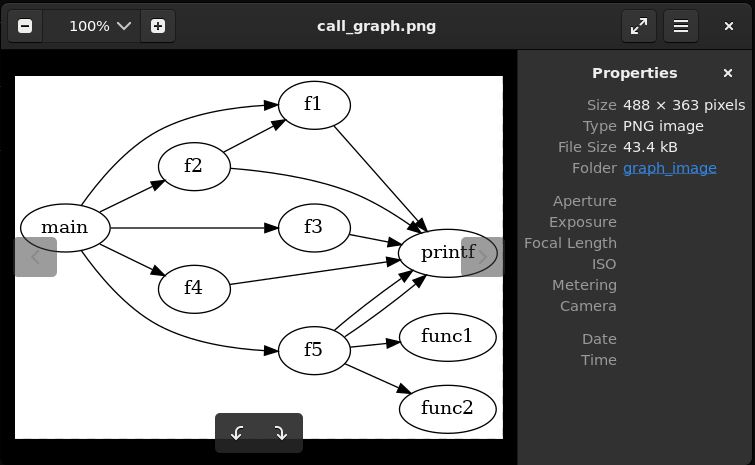 100%
call_graph.png
f1
f2
main
f3
printf
f4
f5
func1
func2
Properties
Size 488 × 363 pixels
Type PNG image
File Size 43.4 kB
Folder graph_image
Aperture
Exposure
Focal Length
ISO
Metering
Camera
Date
Time